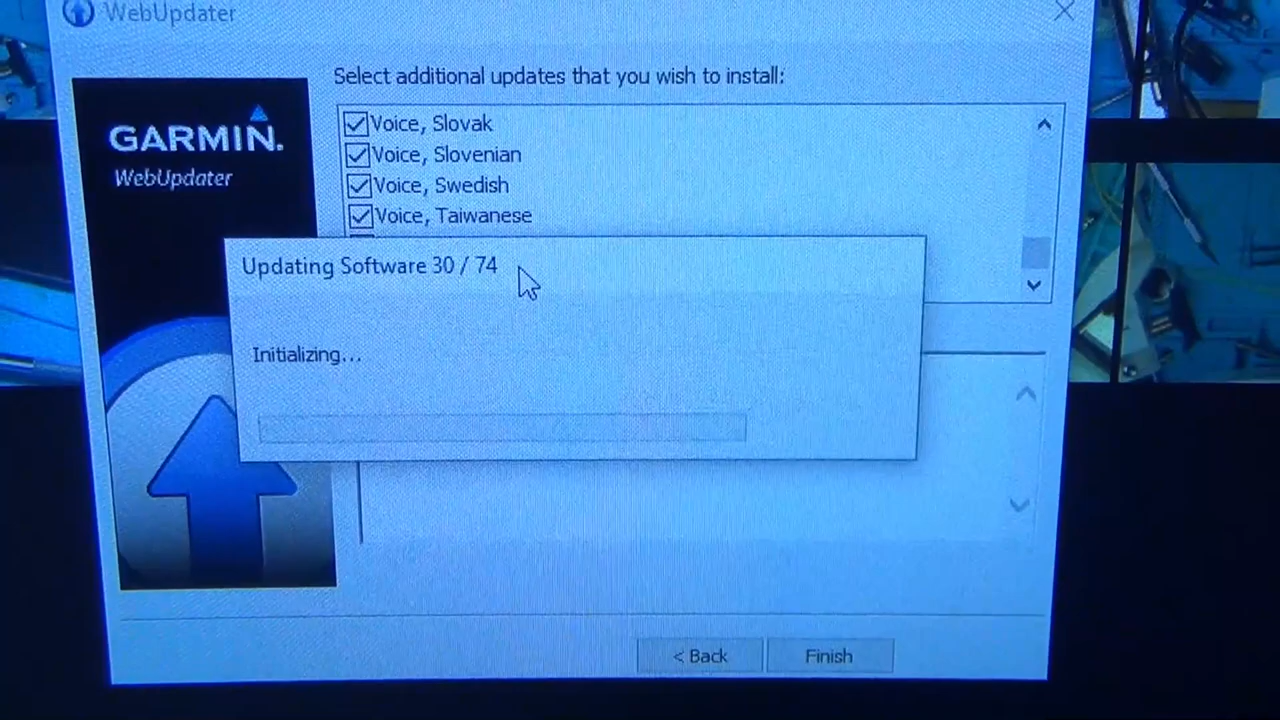 WebUpdater
Select additional updates that you wish to install:
Voice, Slovak
Voice, Slovenian
Voice, Swedish
Voice, Taiwanese
GARMIN.
WebUpdater
Updating Software 30 / 74
Initializing...
< Back
Finish